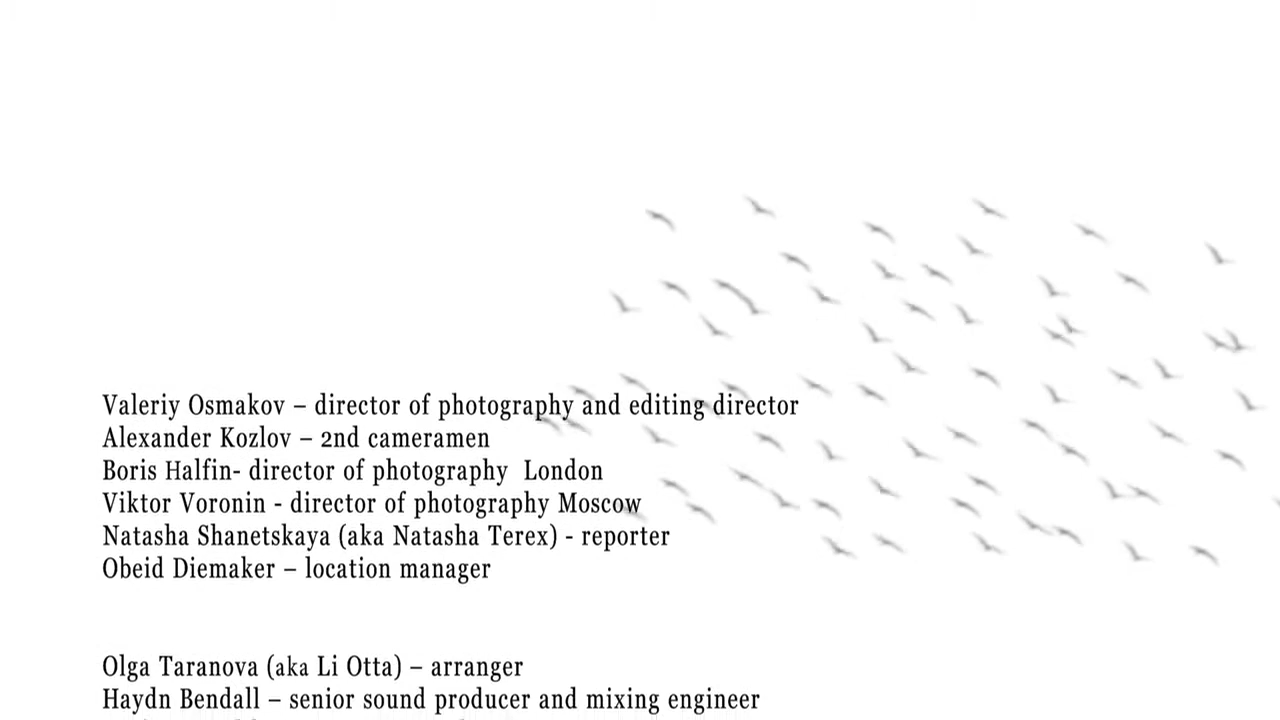 Valeriy Osmakov – director of photography and editing director
Alexander Kozlov – 2nd cameramen
Boris Halfin- director of photography  London
Viktor Voronin - director of photography Moscow
Natasha Shanetskaya (aka Natasha Terex) - reporter
Obeid Diemaker – location manager
Olga Taranova (aka Li Otta) – arranger
Haydn Bendall – senior sound producer and mixing engineer